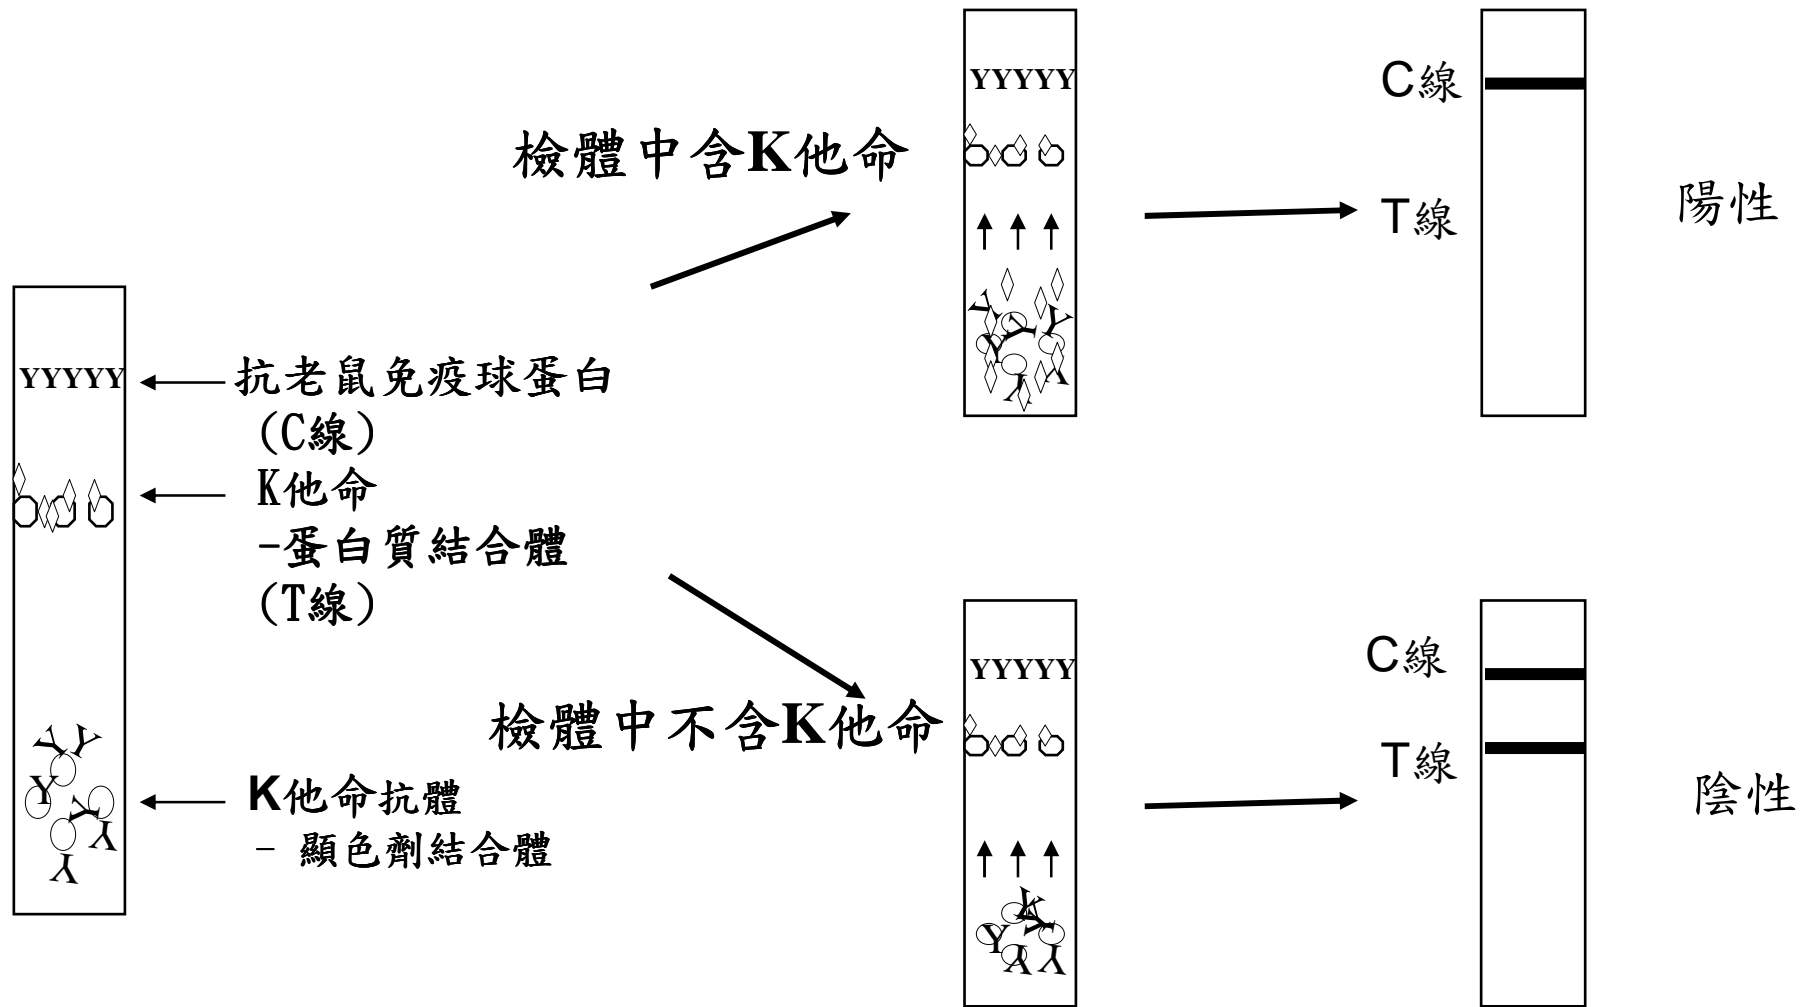 YYYYY
抗老鼠免疫球蛋白
(C線)
K他命
-蛋白質結合體
(T線)
K他命抗體
- 顯色劑結合體
檢體中含K他命
YYYYY
C線
T線
陽性
檢體中不含K他命
YYYYY
C線
T線
陰性